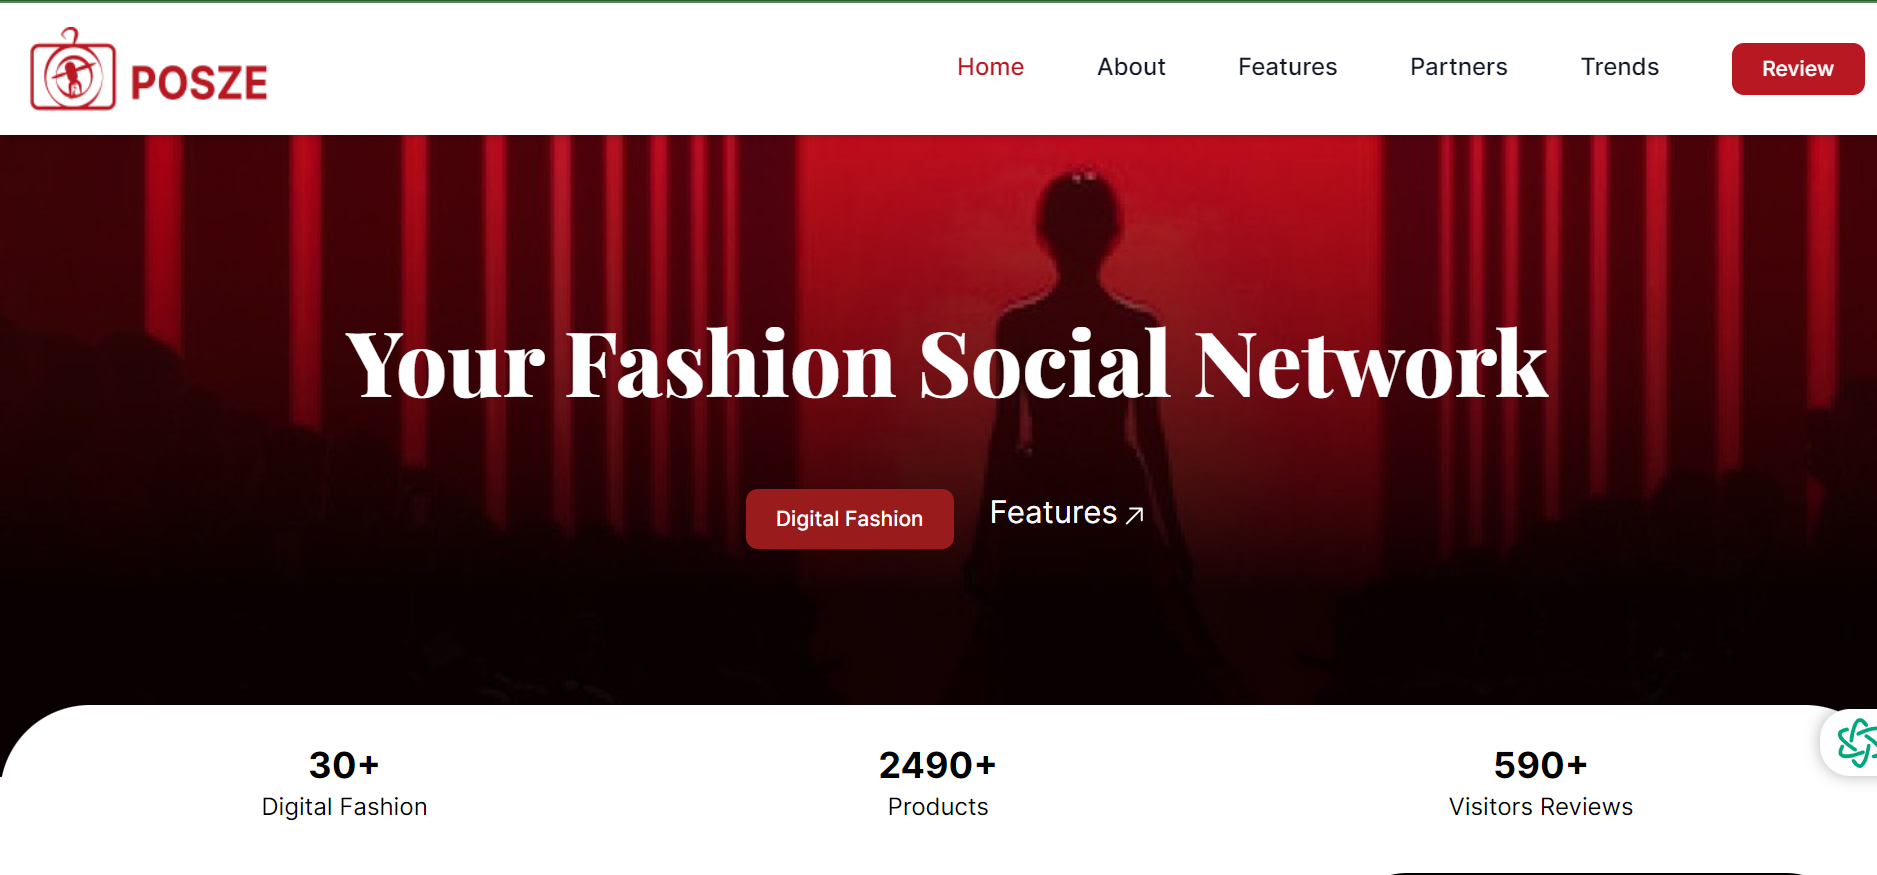 POSZE
Home About Features Partners Trends Review
Your Fashion Social Network
Digital Fashion Features
30+ 2490+ 590+
Digital Fashion Products Visitors Reviews